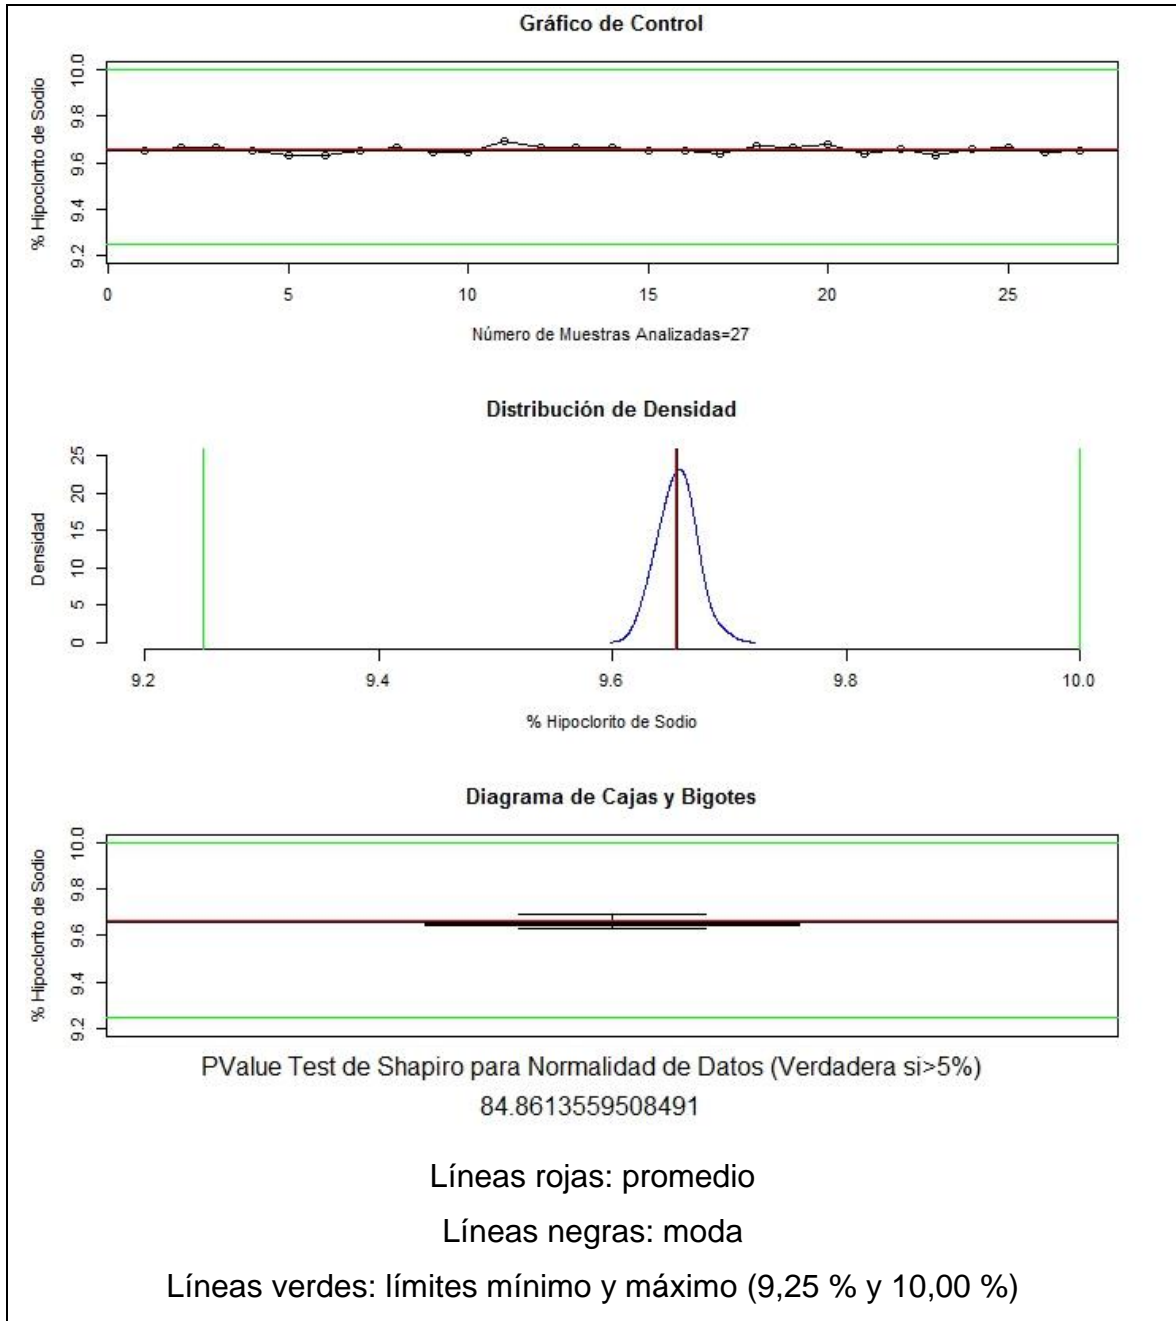 Gráfico de Control
% Hipoclorito de Sodio
10.0
9.8
9.6
9.4
9.2
0 5 10 15 20 25
Número de Muestras Analizadas=27
Distribución de Densidad
Densidad
25
20
15
10
5
0
9.2 9.4 9.6 9.8 10.0
% Hipoclorito de Sodio
Diagrama de Cajas y Bigotes
% Hipoclorito de Sodio
10.0
9.8
9.6
9.4
9.2
PValue Test de Shapiro para Normalidad de Datos (Verdadera si>5%)
84.8613559508491
Líneas rojas: promedio
Líneas negras: moda
Líneas verdes: límites mínimo y máximo (9,25 % y 10,00 %)